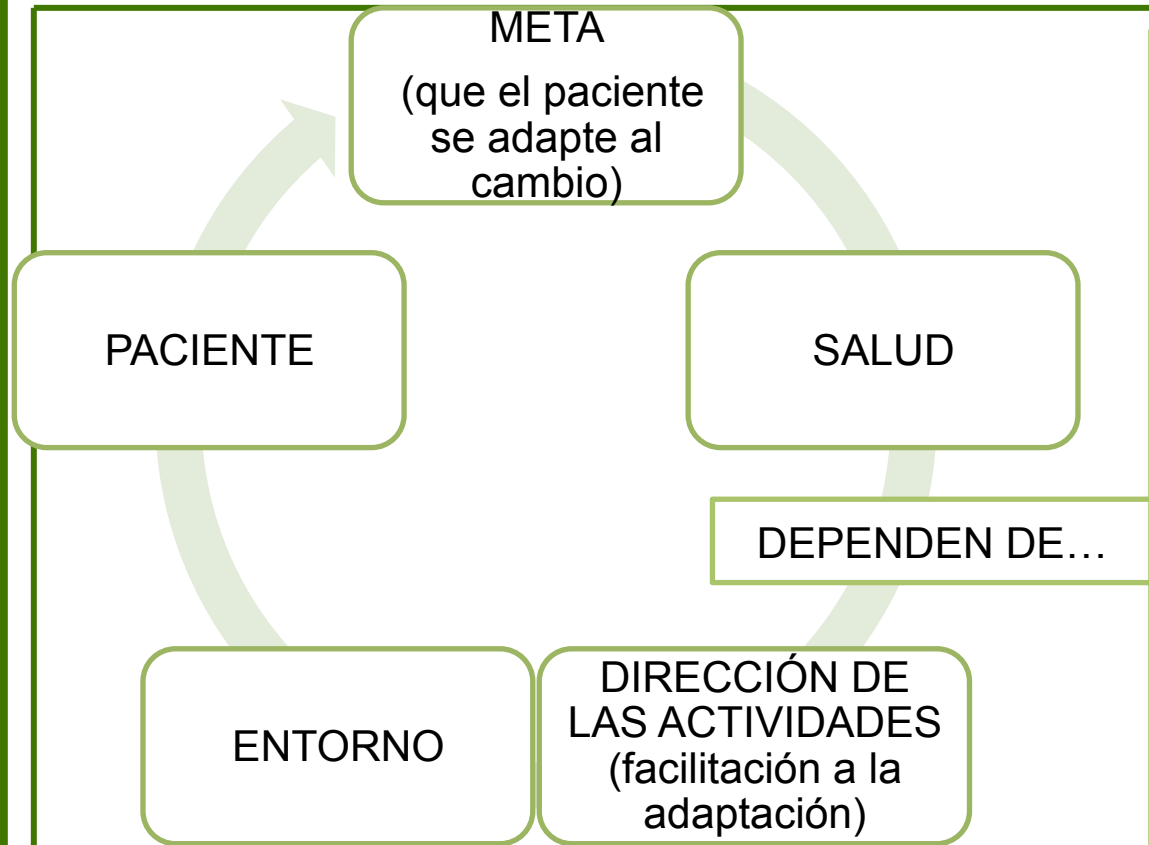 META
(que el paciente
se adapte al
cambio)
PACIENTE
SALUD
DEPENDEN DE…
ENTORNO
DIRECCIÓN DE
LAS ACTIVIDADES
(facilitación a la
adaptación)